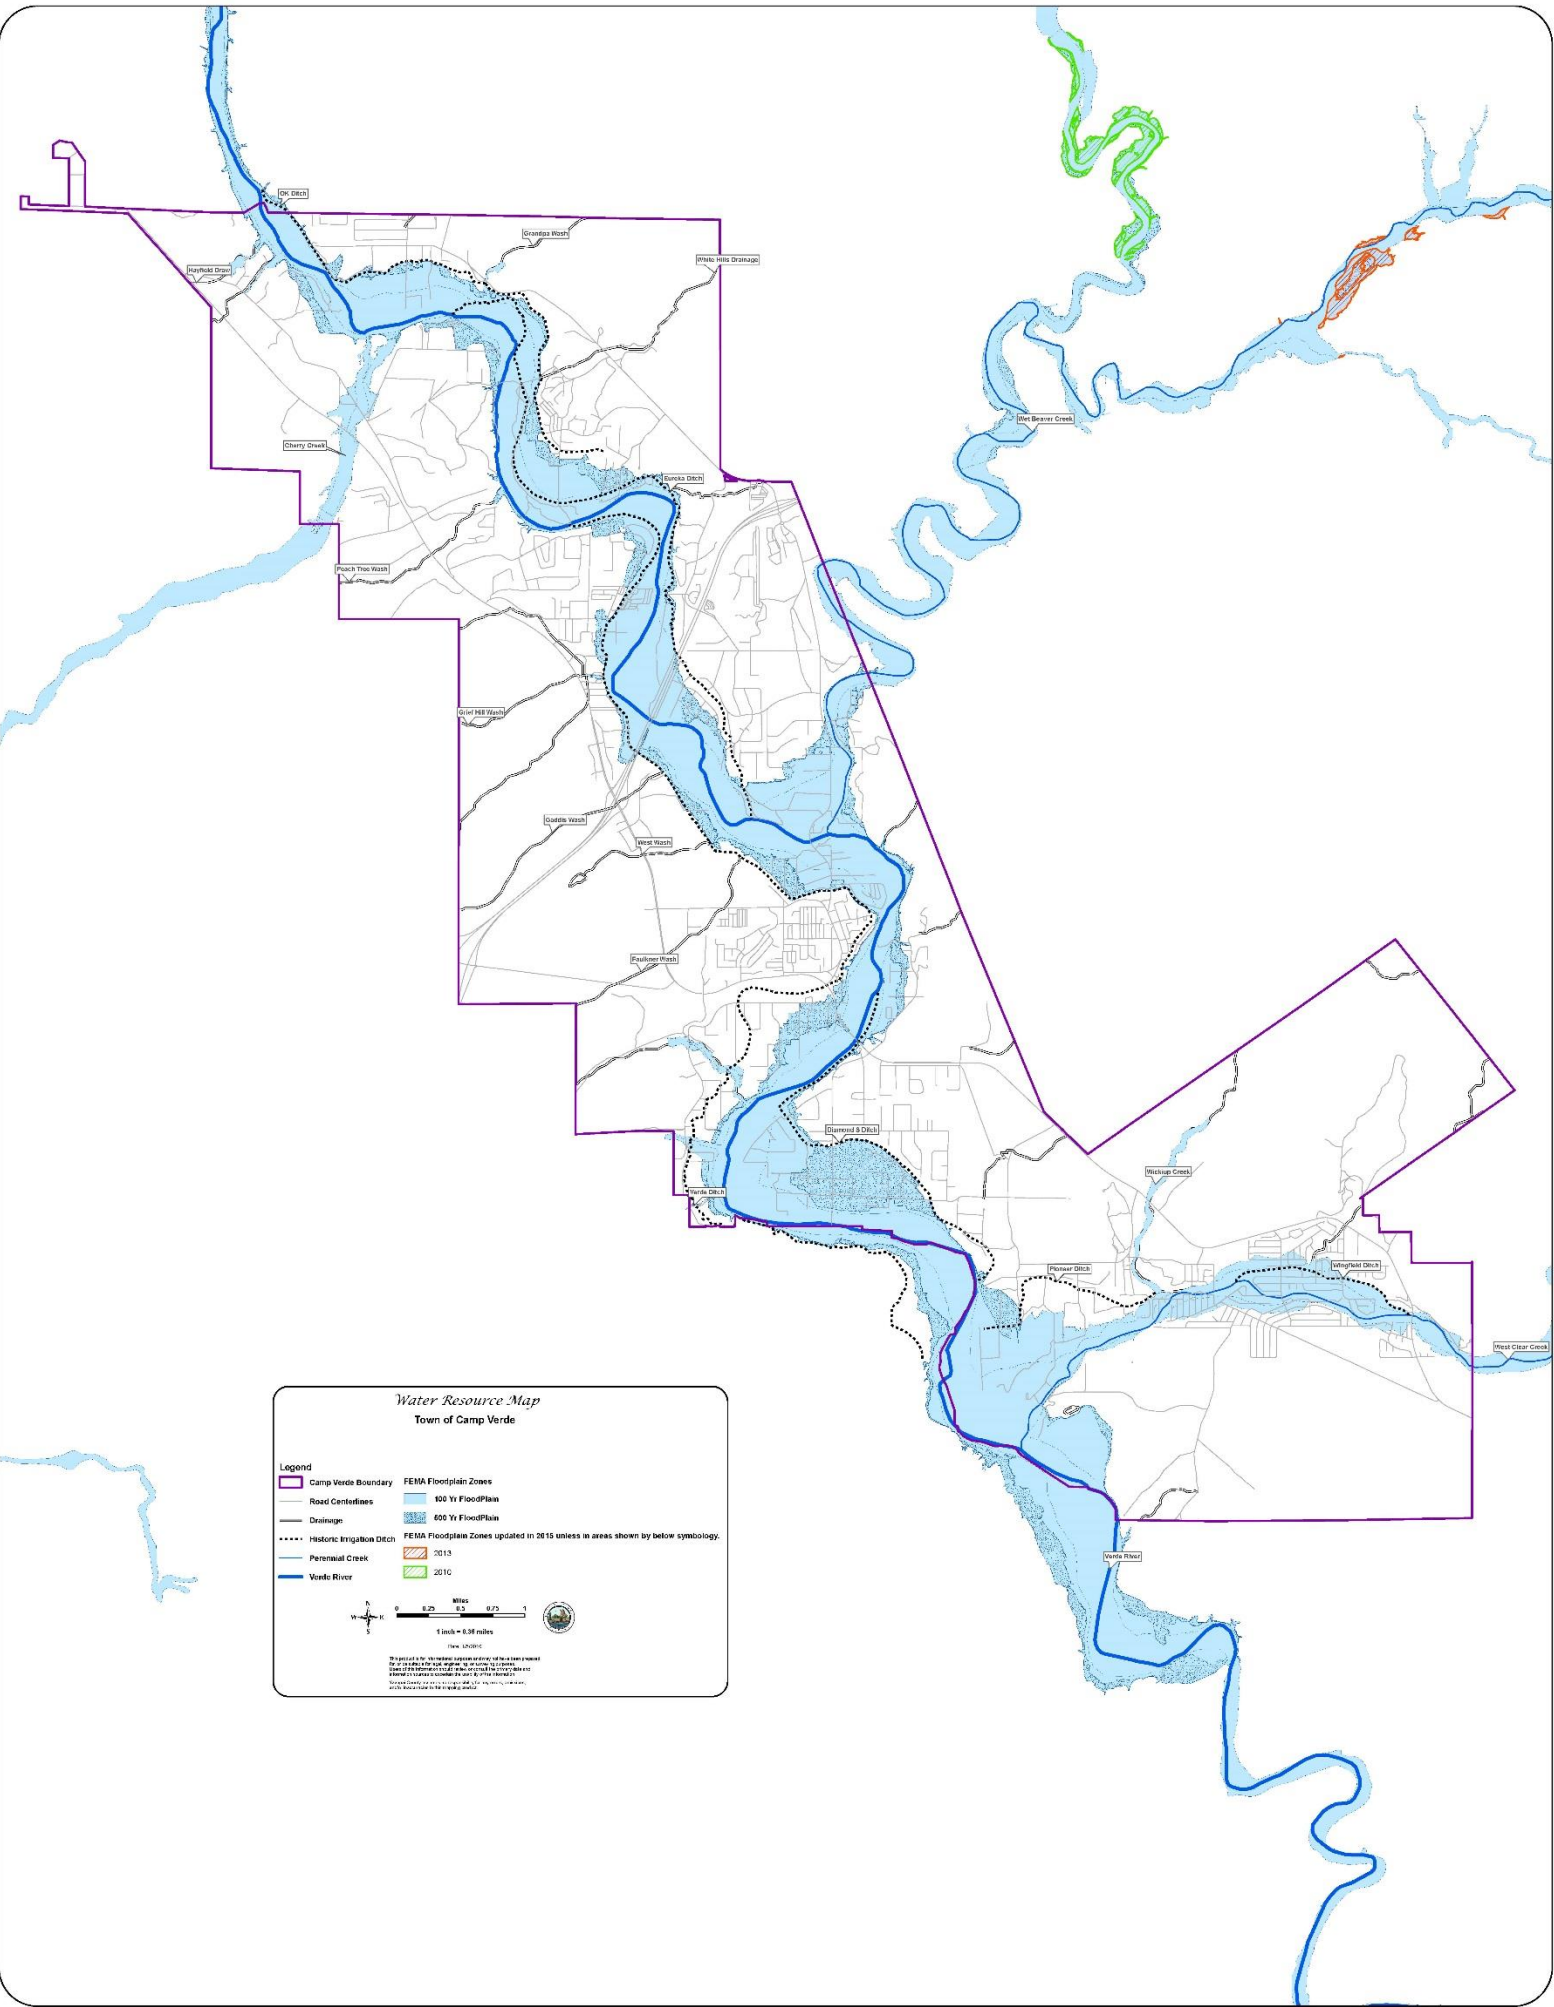 OK Ditch
Grandpa Wash
White Hills Drainage
Hayfield Draw
Wet Beaver Creek
Cherry Creek
Eureka Ditch
Peach Tree Wash
Grief Hill Wash
Gaddis Wash
West Wash
Faulkner Wash
Diamond S Ditch
Wickiup Creek
Verde Ditch
Pioneer Ditch
Wingfield Ditch
West Clear Creek
Verde River
Water Resource Map
Town of Camp Verde
Legend
Camp Verde Boundary
Road Centerlines
Drainage
Historic Irrigation Ditch
Perennial Creek
Verde River
FEMA Floodplain Zones
100 Yr FloodPlain
500 Yr FloodPlain
FEMA Floodplain Zones updated in 2015 unless in areas shown by below symbology.
2013
2010
N
W E
S
Miles
0 0.25 0.5 0.75 1
1 inch = 0.36 miles